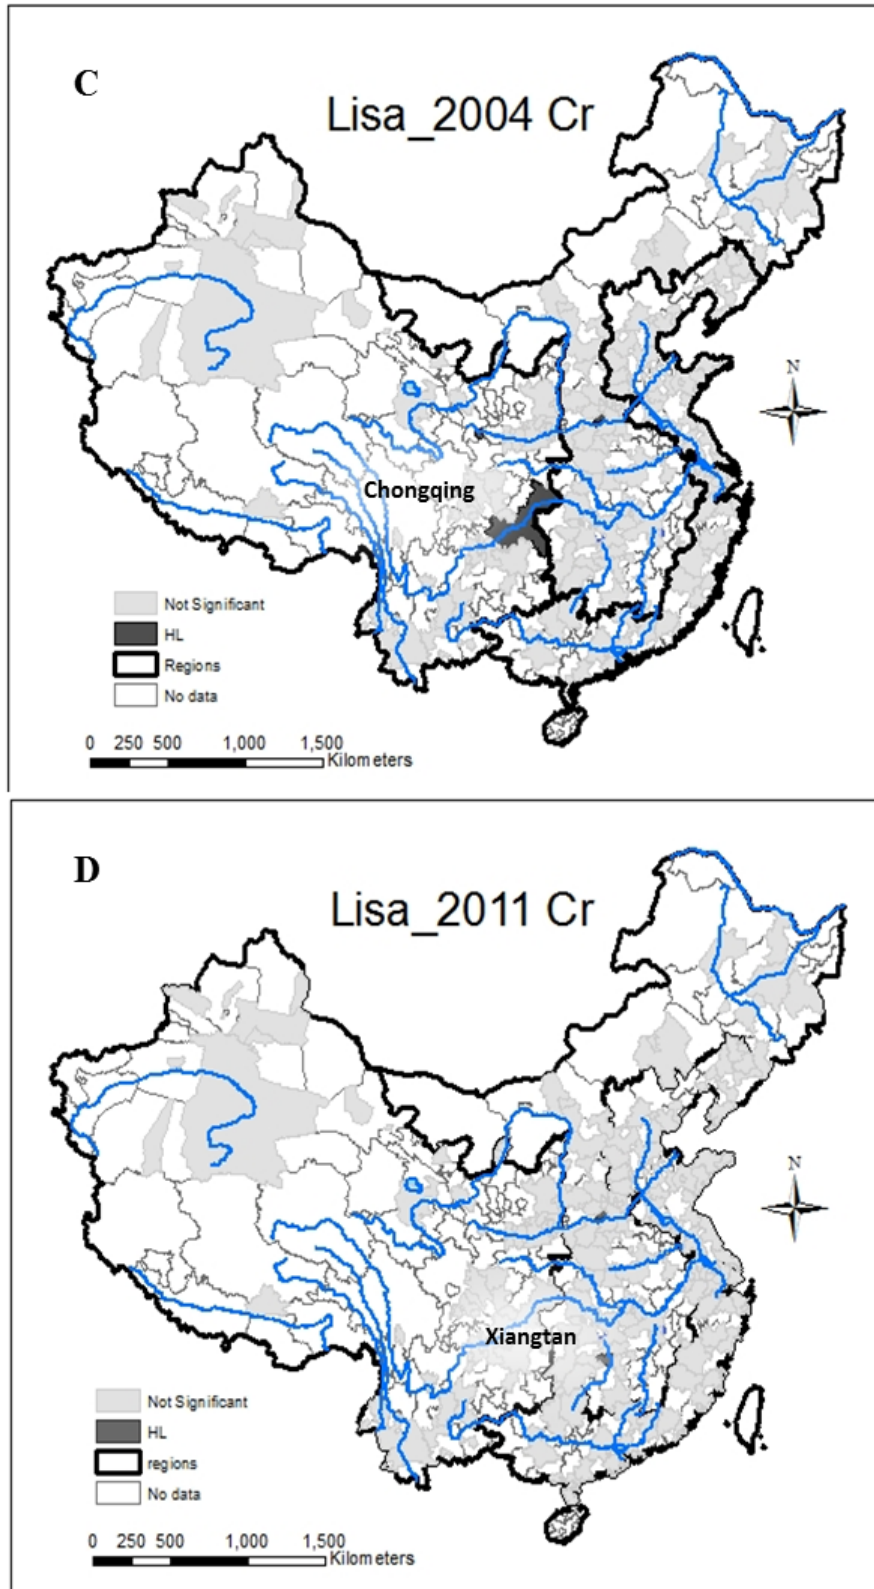 C
Lisa_2004 Cr
N
Chongqing
Not Significant
HL
Regions
No data
0 250 500 1,000 1,500
Kilometers
D
Lisa_2011 Cr
N
Xiangtan
Not Significant
HL
regions
No data
0 250 500 1,000 1,500
Kilometers